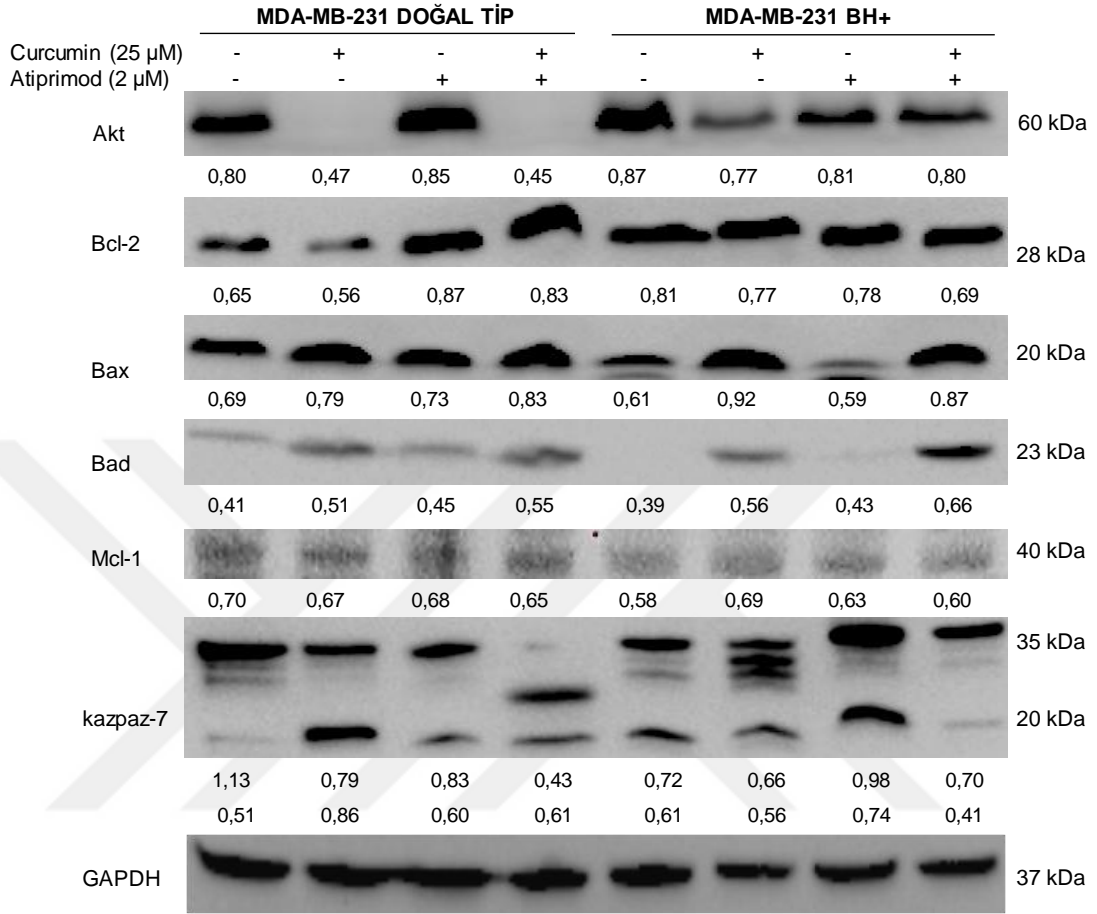 MDA-MB-231 DOĞAL TİP MDA-MB-231 BH+
Curcumin (25 µM) - + - + - + - +
Atiprimod (2 µM) - - + + - - + +
Akt 60 kDa
0,80 0,47 0,85 0,45 0,87 0,77 0,81 0,80
Bcl-2 28 kDa
0,65 0,56 0,87 0,83 0,81 0,77 0,78 0,69
Bax 20 kDa
0,69 0,79 0,73 0,83 0,61 0,92 0,59 0.87
Bad 23 kDa
0,41 0,51 0,45 0,55 0,39 0,56 0,43 0,66
Mcl-1 40 kDa
0,70 0,67 0,68 0,65 0,58 0,69 0,63 0,60
35 kDa
kazpaz-7 20 kDa
1,13 0,79 0,83 0,43 0,72 0,66 0,98 0,70
0,51 0,86 0,60 0,61 0,61 0,56 0,74 0,41
GAPDH 37 kDa